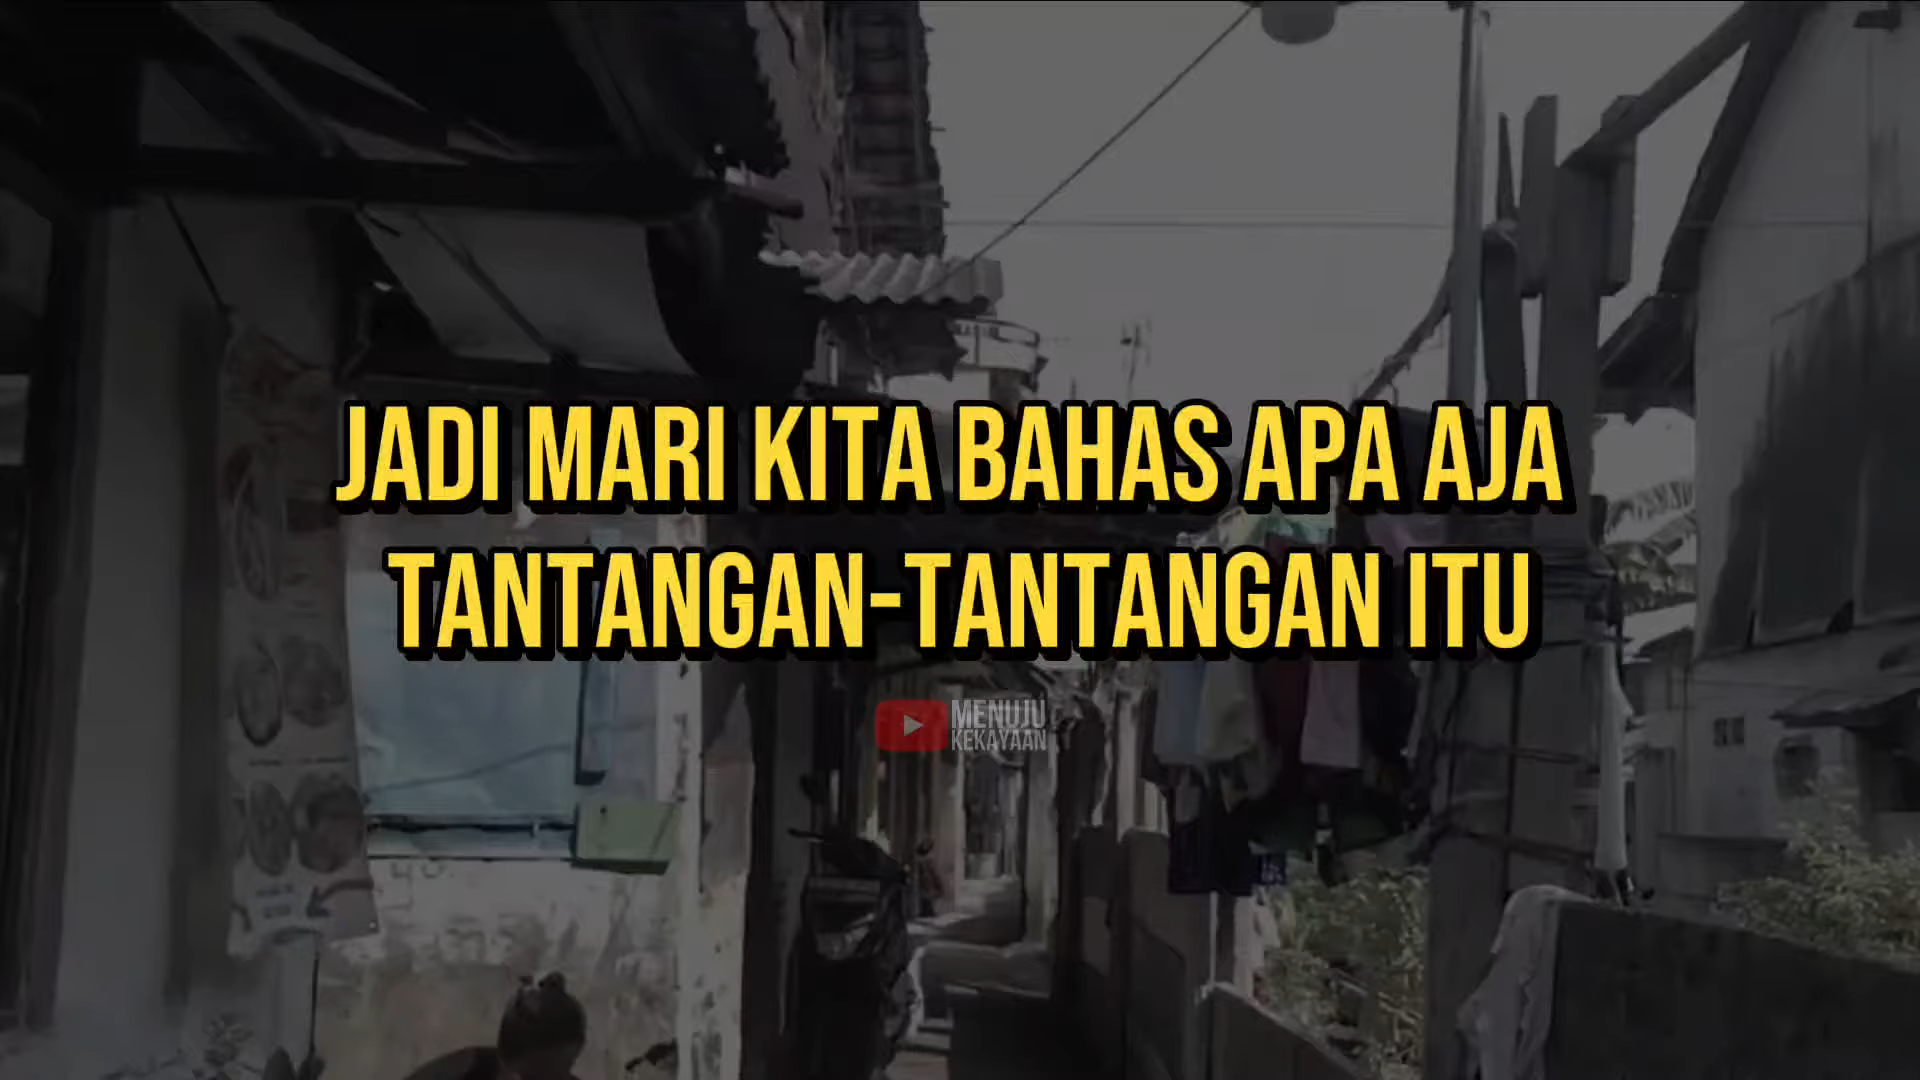 JADI MARI KITA BAHAS APA AJA
TANTANGAN-TANTANGAN ITU
MENUJU
KEKAYAAN